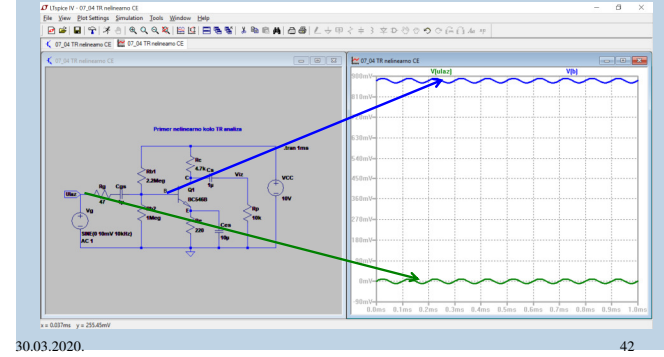 LTspice IV - 07_04 TR nelinearno CE
File View Plot Settings Simulation Tools Window Help
07_04 TR nelinearno CE 07_04 TR nelinearno CE
07_04 TR nelinearno CE
Primer nelinearno kolo TR analiza
.tran 1ms
Rc
4.7k
Ca
1p
Viz
Rb1
2.2Meg
C
Q1
BC546B
VCC
10V
Ulaz
Rg
47
Cga
B
Rb2
1Meg
E
220
Rp
10k
Vg
SINE(0 10mV 10kHz)
AC 1
10µ
07_04 TR nelinearno CE
V(ulaz) V(b)
900mV
810mV
630mV
540mV
450mV
360mV
270mV
180mV
90mV
0mV
-90mV
0.0ms 0.1ms 0.2ms 0.3ms 0.4ms 0.5ms 0.6ms 0.7ms 0.8ms 0.9ms 1.0ms
x = 0.037ms y = 255.45mV
30.03.2020. 42